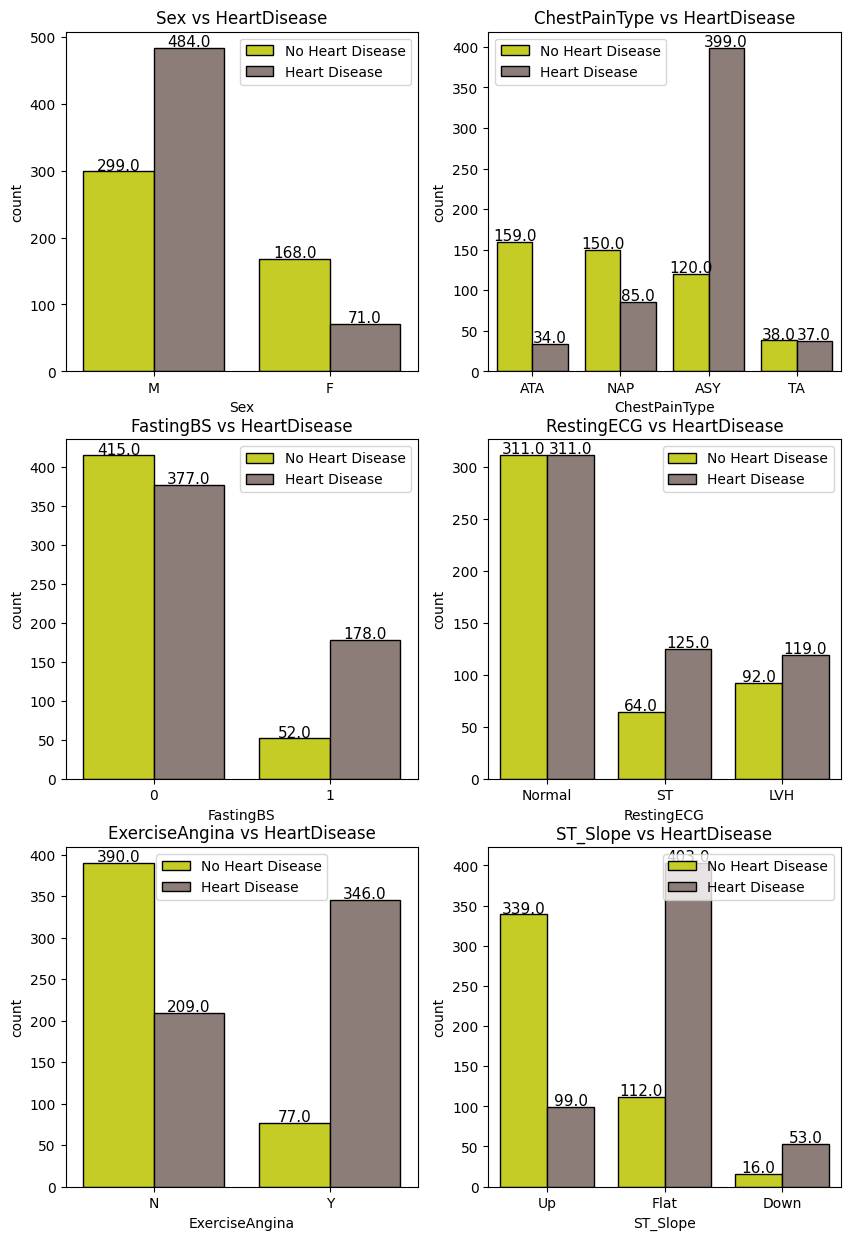 Sex vs HeartDisease
500
400
300
200
100
0
count
484.0
299.0
168.0
71.0
No Heart Disease
Heart Disease
M F
Sex
ChestPainType vs HeartDisease
400
350
300
250
200
150
100
50
0
count
399.0
159.0
150.0
120.0
85.0
34.0
38.0 37.0
No Heart Disease
Heart Disease
ATA NAP ASY TA
ChestPainType
FastingBS vs HeartDisease
400
350
300
250
200
150
100
50
0
count
415.0
377.0
178.0
52.0
No Heart Disease
Heart Disease
0 1
FastingBS
RestingECG vs HeartDisease
300
250
200
150
100
50
0
count
311.0 311.0
125.0
64.0
119.0
92.0
No Heart Disease
Heart Disease
Normal ST LVH
RestingECG
ExerciseAngina vs HeartDisease
400
350
300
250
200
150
100
50
0
count
390.0
346.0
209.0
77.0
No Heart Disease
Heart Disease
N Y
ExerciseAngina
ST_Slope vs HeartDisease
400
350
300
250
200
150
100
50
0
count
403.0
339.0
99.0
112.0
53.0
16.0
No Heart Disease
Heart Disease
Up Flat Down
ST_Slope